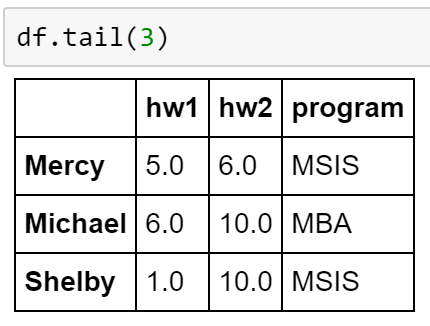 df.tail(3)
hw1 hw2 program
Mercy 5.0 6.0 MSIS
Michael 6.0 10.0 MBA
Shelby 1.0 10.0 MSIS